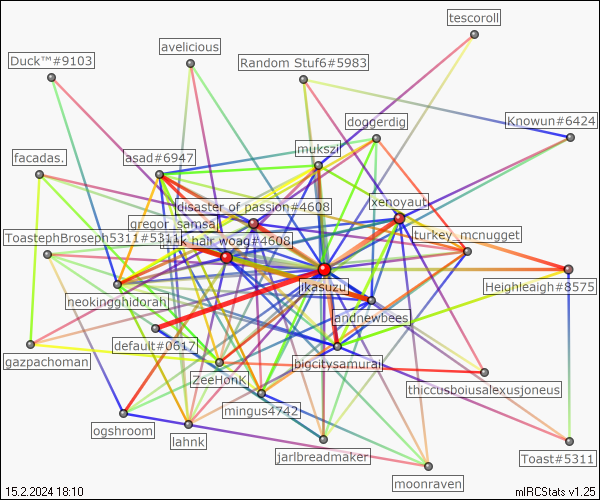 tescoroll
avelicious
Duck™#9103
Random Stuf6#5983
Knowun#6424
doggerdig
mukszi
facadas.
asad#6947
xenoyauti
disaster of passion#4608
gregor_samsa
turkey_mcnugget
ToastephBroseph5311#5311
hair woag#4608
ikasuzu
Heighleaigh#8575
neokingghidorah
andnewbees
default#0617
gazpachoman
bigcitysamurai
ZeeHonK
thiccusboiusalexusjoneus
mingus4742
ogshroom
lahnk
jarlbreadmaker
Toast#5311
moonraven
15.2.2024 18:10
mIRCStats v1.25